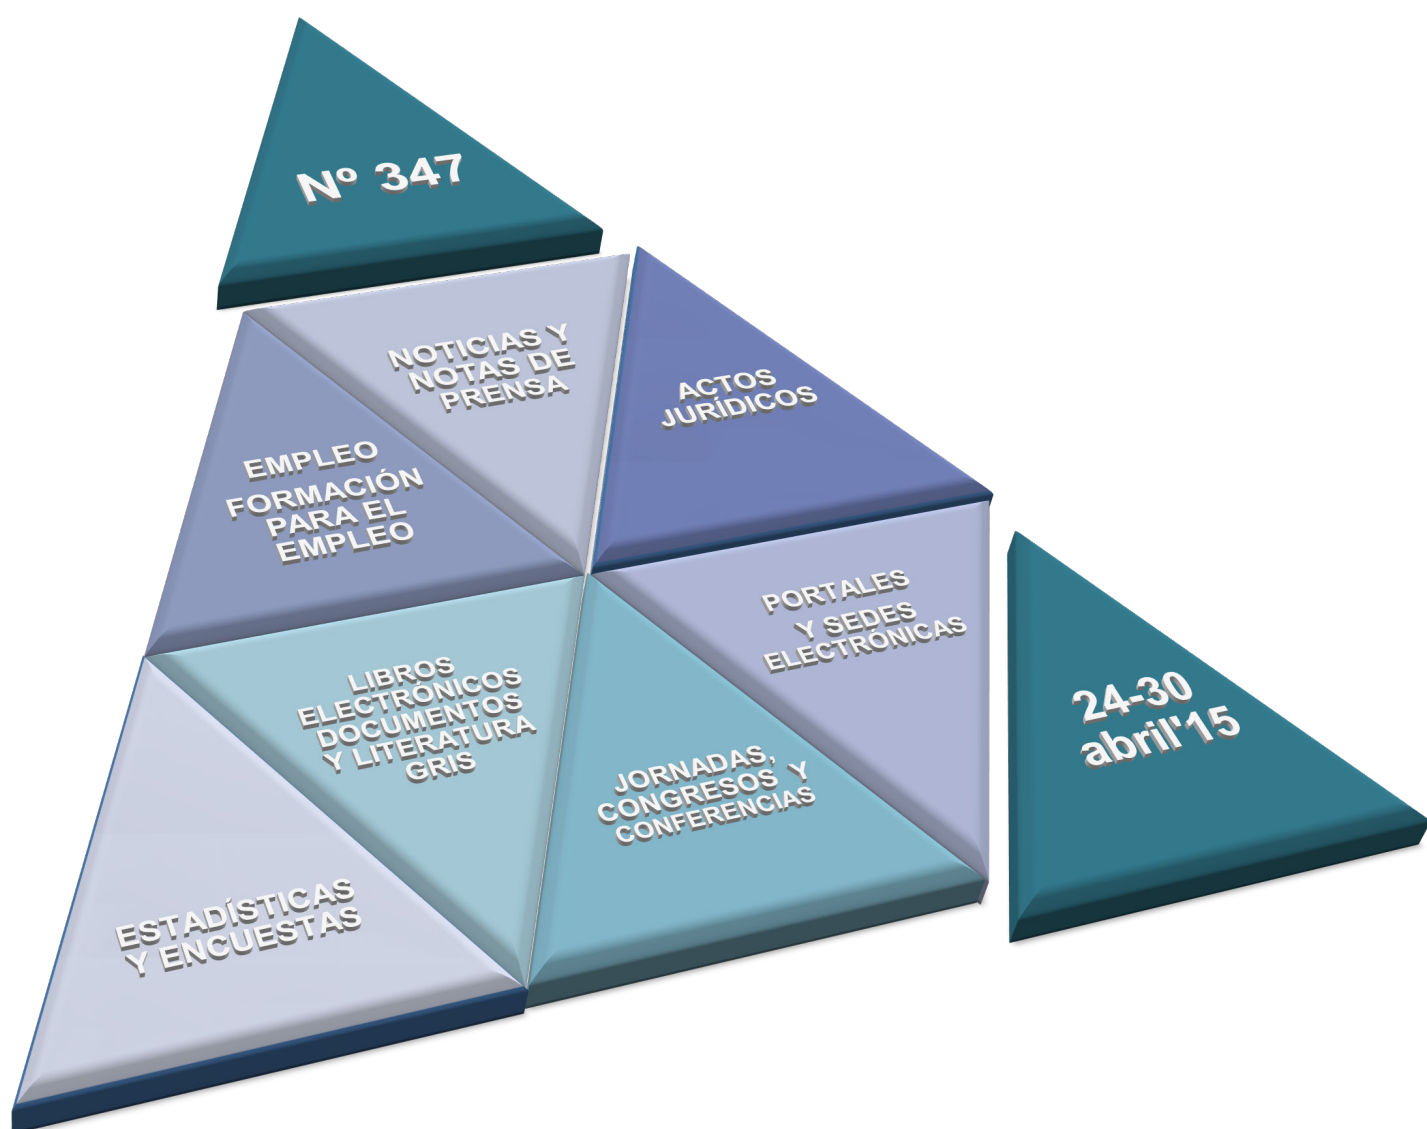 Nº 347
NOTICIAS Y
NOTAS DE
PRENSA
ACTOS
JURÍDICOS
EMPLEO
FORMACIÓN
PARA EL
EMPLEO
PORTALES
Y SEDES
ELECTRÓNICAS
LIBROS
ELECTRÓNICOS
DOCUMENTOS
Y LITERATURA
GRIS
24-30
abril'15
JORNADAS,
CONGRESOS Y
CONFERENCIAS
ESTADÍSTICAS
Y ENCUESTAS